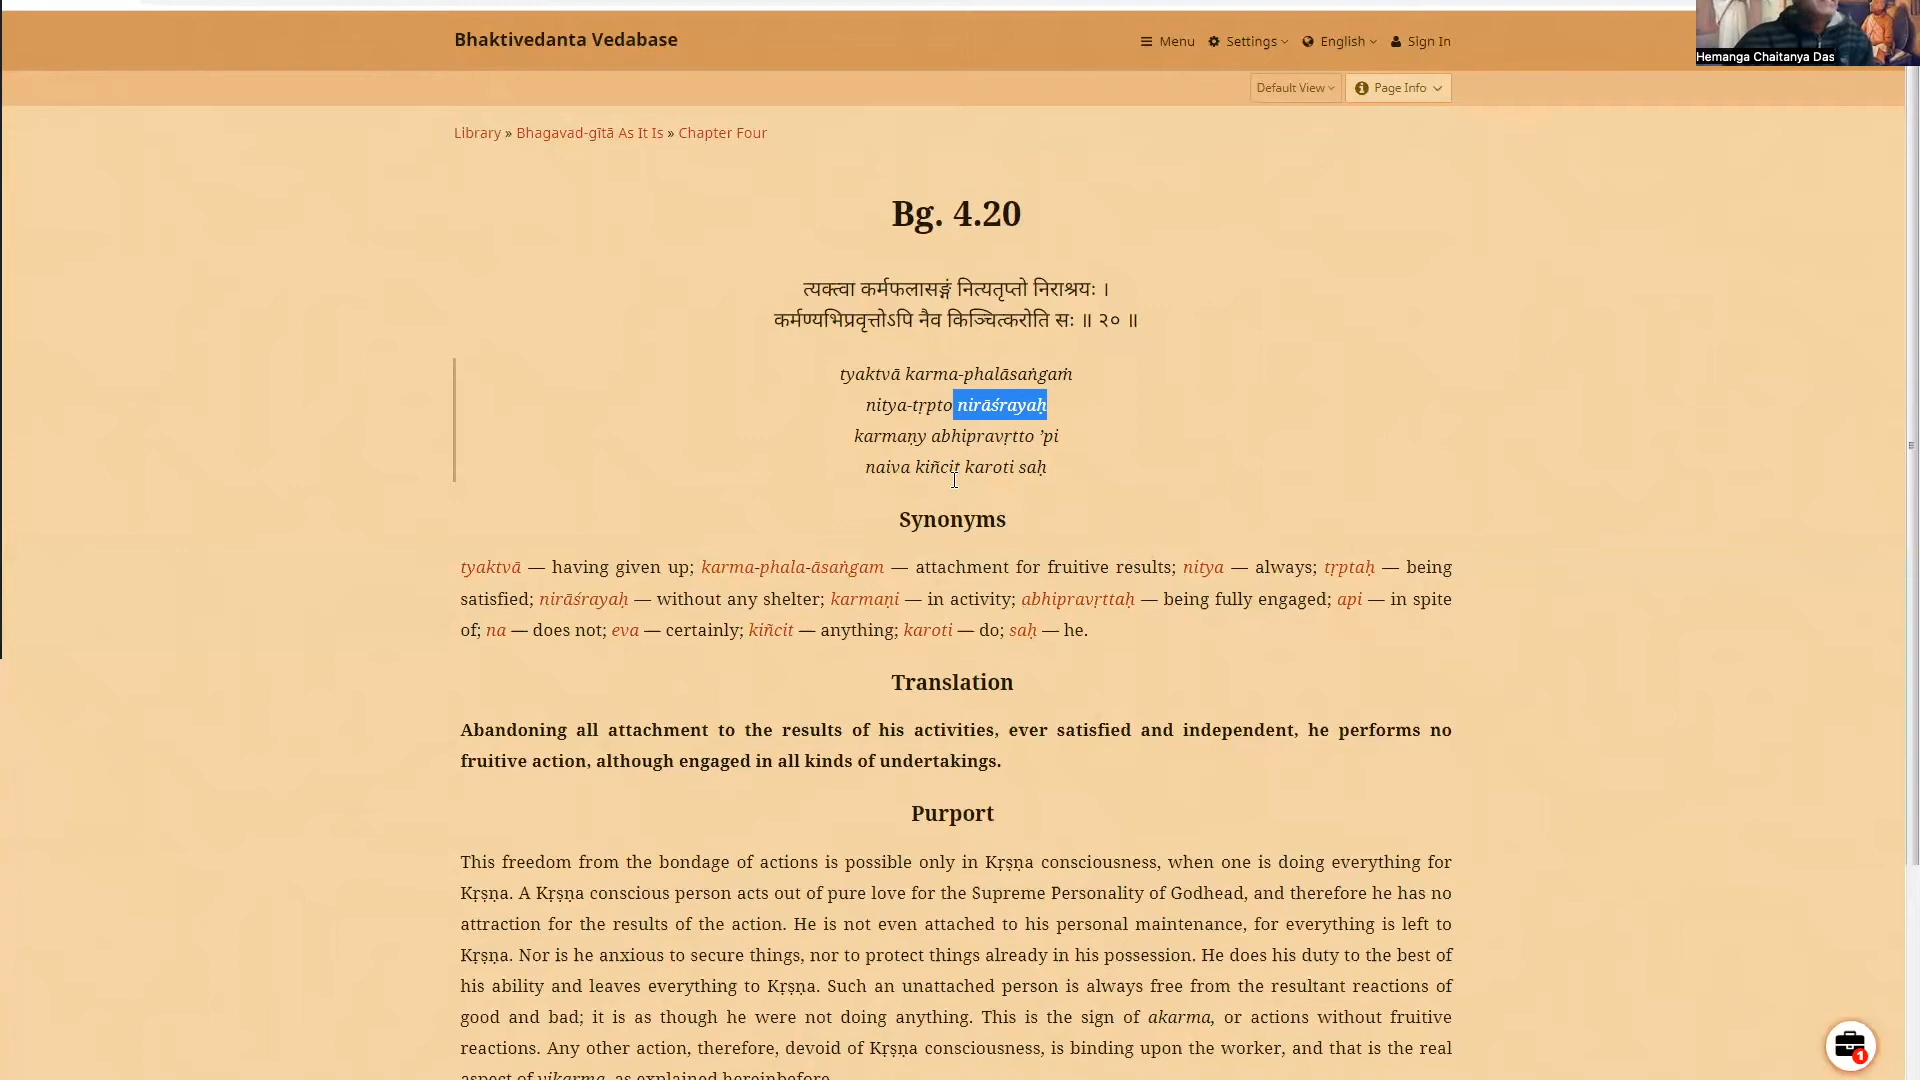 Bhaktivedanta Vedabase
Menu Settings English Sign In
Hemanga Chaitanya Das
Default View Page Info
Library » Bhagavad-gītā As It Is » Chapter Four
Bg. 4.20
त्यक्त्वा कर्मफलासङ्गं नित्यतृप्तो निराश्रयः ।
कर्मण्यभिप्रवृत्तोऽपि नैव किञ्चित्करोति सः ॥ २० ॥
tyaktvā karma-phalāsaṅgaṁ
nitya-tṛpto nirāśrayaḥ
karmaṇy abhipravṛtto ’pi
naiva kiñcit karoti saḥ
Synonyms
tyaktvā — having given up; karma-phala-āsaṅgam — attachment for fruitive results; nitya — always; tṛptaḥ — being
satisfied; nirāśrayaḥ — without any shelter; karmaṇi — in activity; abhipravṛttaḥ — being fully engaged; api — in spite
of; na — does not; eva — certainly; kiñcit — anything; karoti — do; saḥ — he.
Translation
Abandoning all attachment to the results of his activities, ever satisfied and independent, he performs no
fruitive action, although engaged in all kinds of undertakings.
Purport
This freedom from the bondage of actions is possible only in Kṛṣṇa consciousness, when one is doing everything for
Kṛṣṇa. A Kṛṣṇa conscious person acts out of pure love for the Supreme Personality of Godhead, and therefore he has no
attraction for the results of the action. He is not even attached to his personal maintenance, for everything is left to
Kṛṣṇa. Nor is he anxious to secure things, nor to protect things already in his possession. He does his duty to the best of
his ability and leaves everything to Kṛṣṇa. Such an unattached person is always free from the resultant reactions of
good and bad; it is as though he were not doing anything. This is the sign of akarma, or actions without fruitive
reactions. Any other action, therefore, devoid of Kṛṣṇa consciousness, is binding upon the worker, and that is the real
aspect of vikarma, as explained hereinbefore.
1